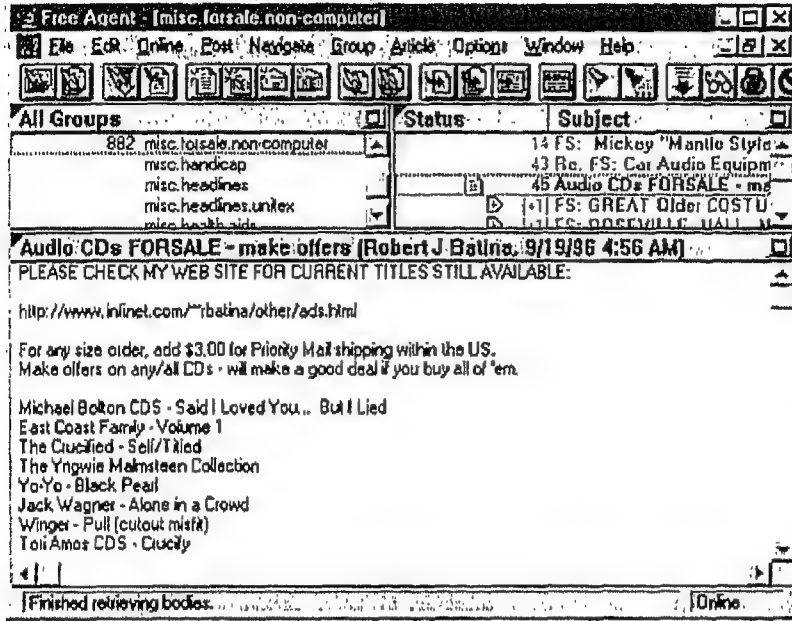 Free Agent - [misc.forsale.non-computer]
File Edit Online Post Navigate Group Article Options Window Help
All Groups
Status
Subject
882 misc.forsale.non-computer
misc.handicap
misc.headlines
misc.headlines.unitex
misc.health.aids
14 FS: Mickey "Mantle Style
43 Re. FS: Car Audio Equipm
45 Audio CDs FORSALE - ma
[+1] FS: GREAT Older COSTU
FS: ROSEVILLE, HALL,
Audio CDs FORSALE - make offers (Robert J Batina, 9/19/96 4:56 AM)
PLEASE CHECK MY WEB SITE FOR CURRENT TITLES STILL AVAILABLE:
http://www.infinet.com/~rbatina/other/ads.html
For any size order, add $3.00 for Priority Mail shipping within the US.
Make offers on any/all CDs - will make a good deal if you buy all of 'em.
Michael Bolton CDS - Said I Loved You... But I Lied
East Coast Family - Volume 1
The Crucified - Self/Titled
The Yngwie Malmsteen Collection
Yo-Yo - Black Pearl
Jack Wagner - Alone in a Crowd
Winger - Pull (cutout misfit)
Tori Amos CDS - Crucify
Finished retrieving bodies.
Online